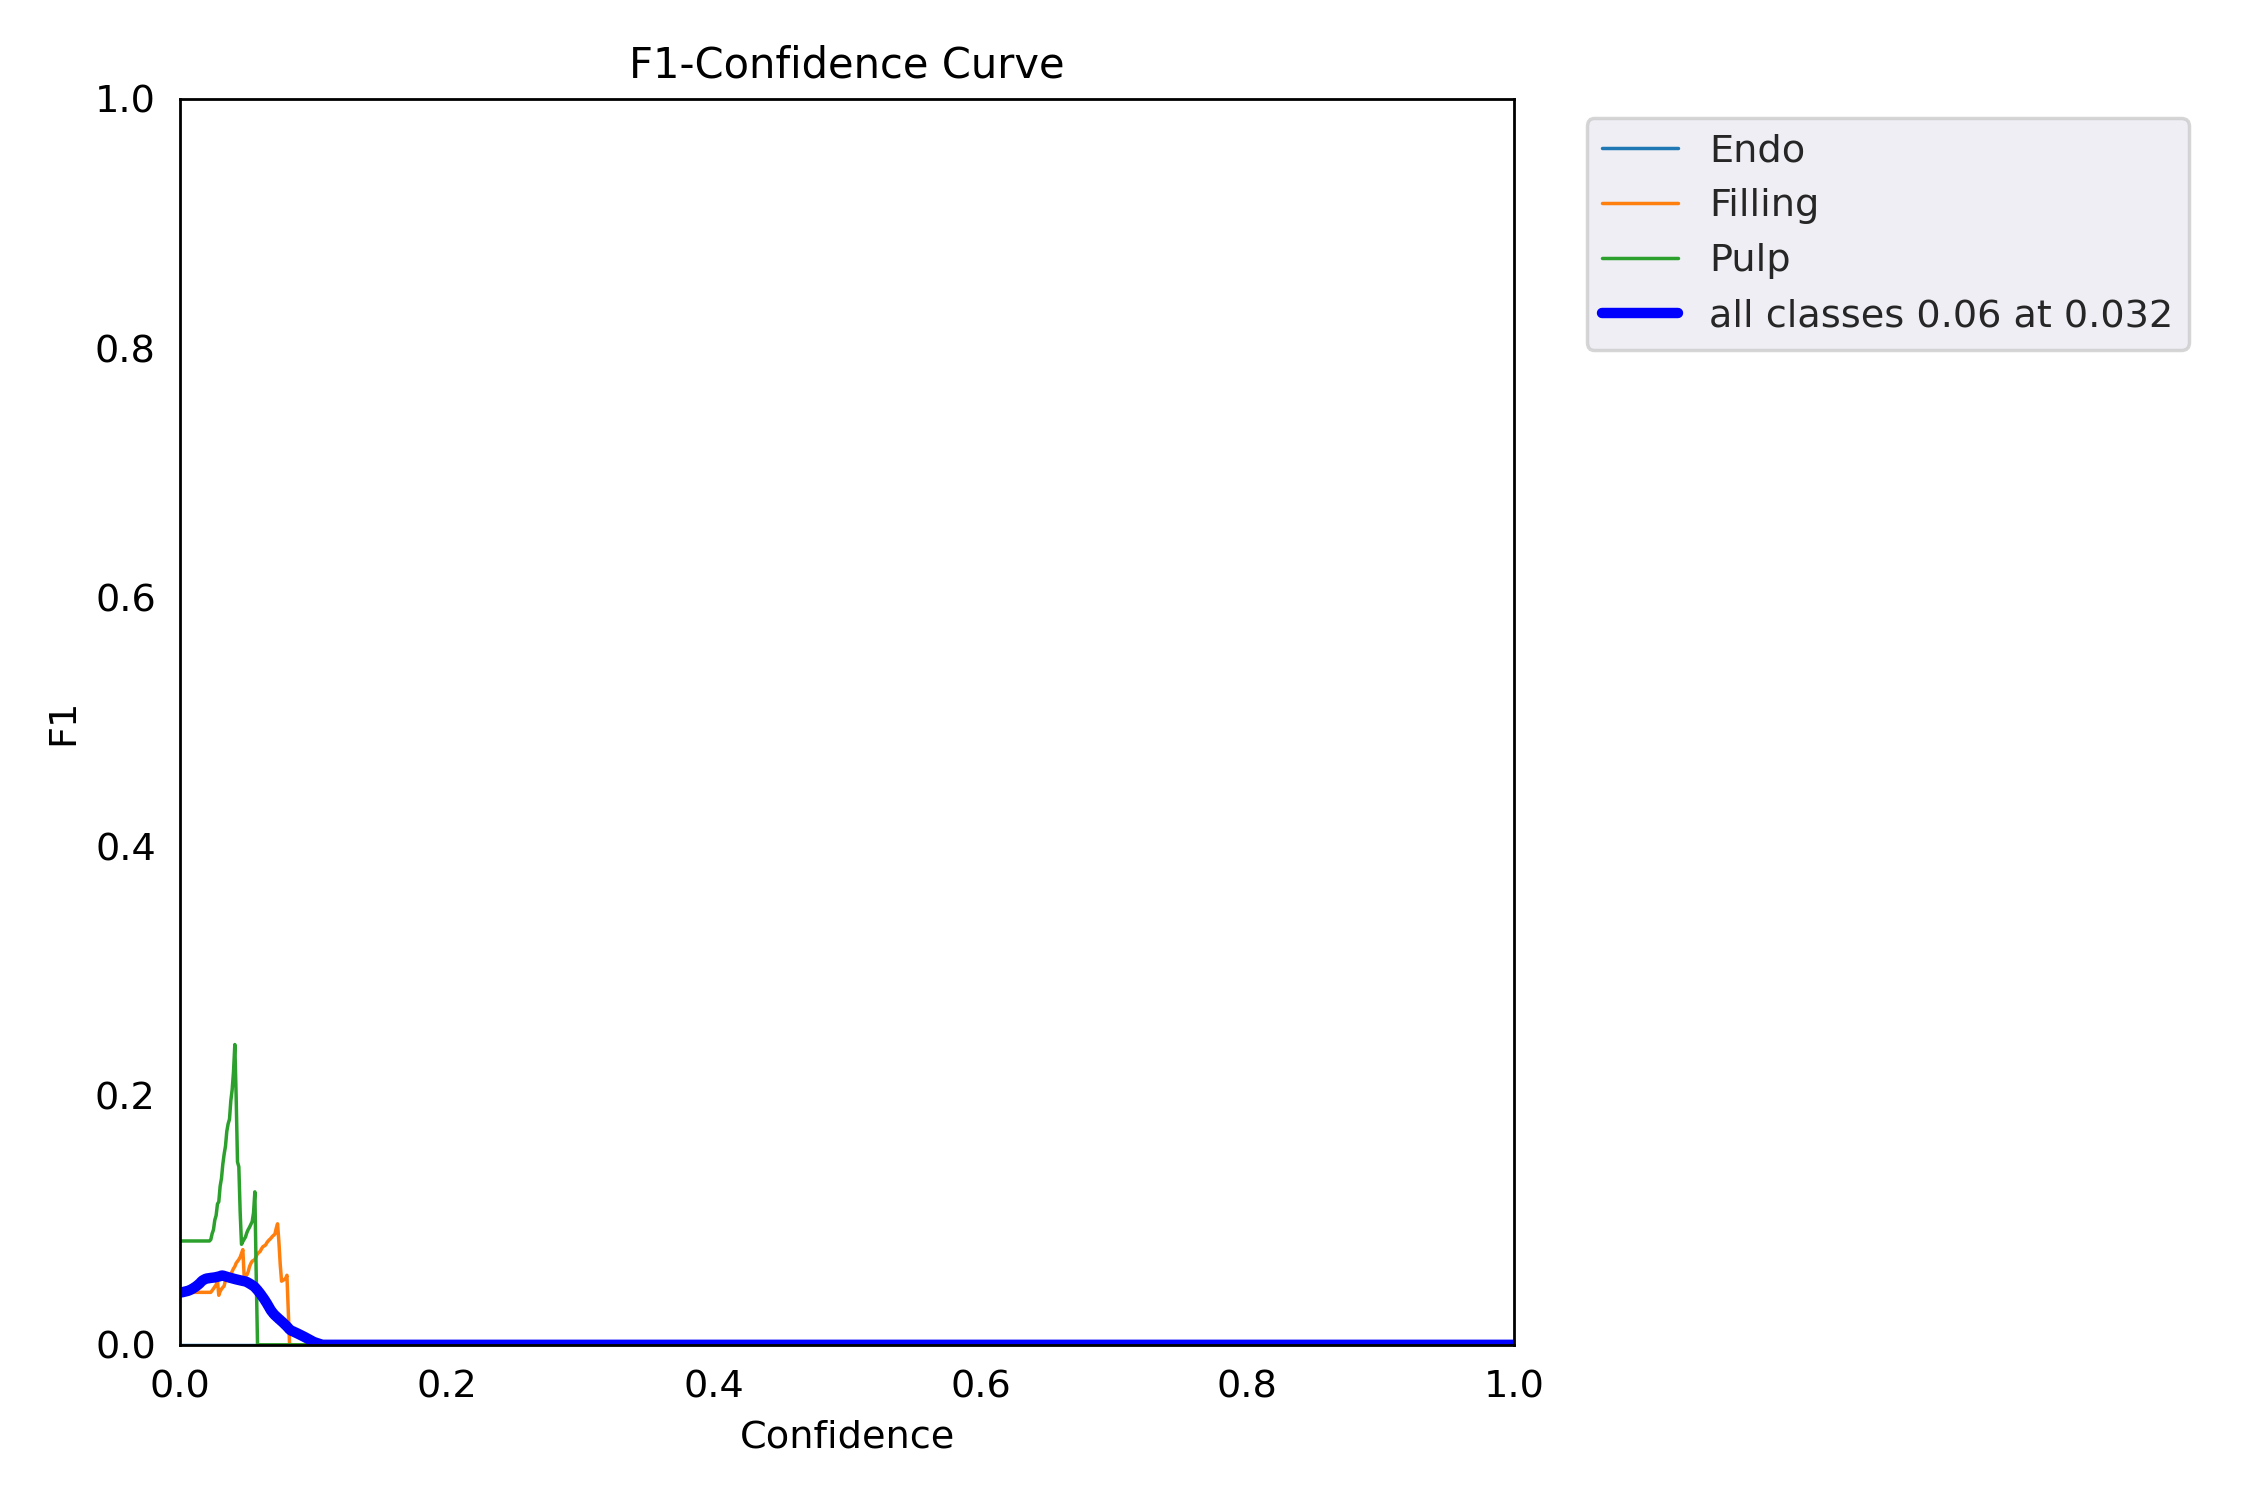 F1-Confidence Curve
1.0
0.8
0.6
0.4
0.2
0.0
F1
0.0 0.2 0.4 0.6 0.8 1.0
Confidence
Endo
Filling
Pulp
all classes 0.06 at 0.032